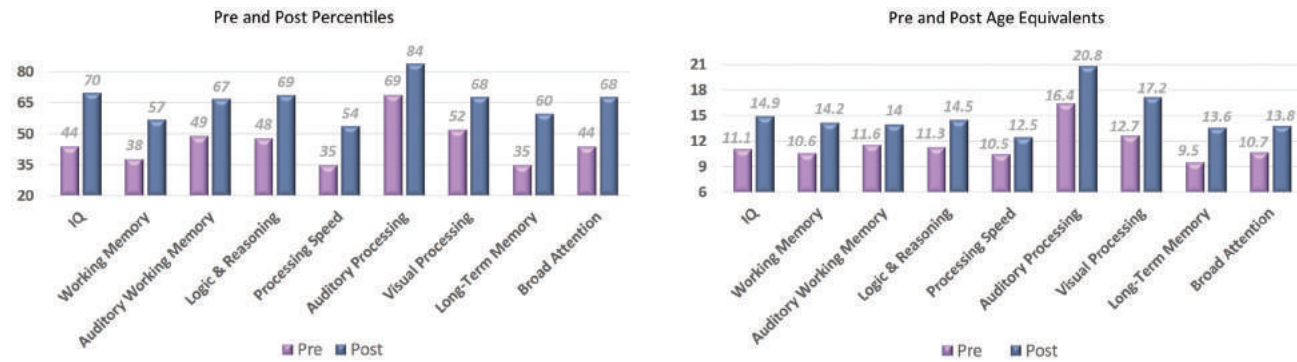 Pre and Post Percentiles
80
65
50
35
20
44
70
38
57
49
67
48
69
35
54
69
84
52
68
35
60
44
68
IQ
Working Memory
Auditory Working Memory
Logic & Reasoning
Processing Speed
Auditory Processing
Visual Processing
Long-Term Memory
Broad Attention
Pre Post
Pre and Post Age Equivalents
21
18
15
12
9
6
11.1
14.9
10.6
14.2
11.6
14
11.3
14.5
10.5
12.5
16.4
20.8
12.7
17.2
9.5
13.6
10.7
13.8
IQ
Working Memory
Auditory Working Memory
Logic & Reasoning
Processing Speed
Auditory Processing
Visual Processing
Long-Term Memory
Broad Attention
Pre Post